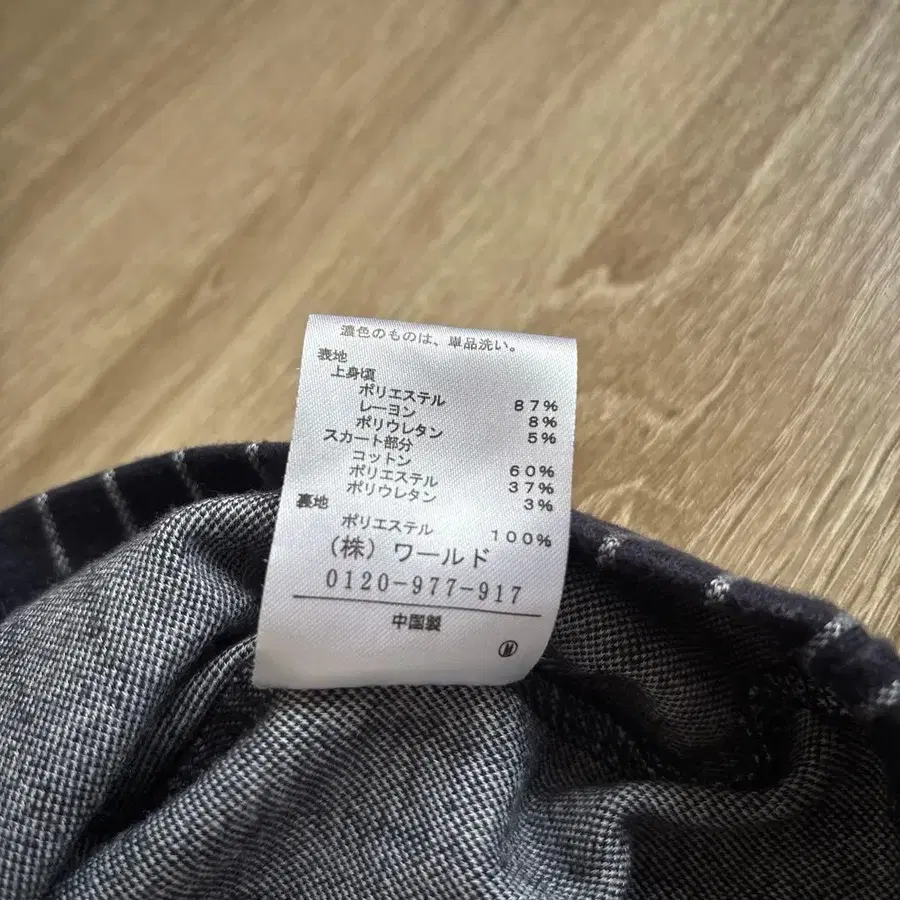 濃色のものは、単品洗い。
表地
上身頃
ポリエステル 87%
レーヨン 8%
ポリウレタン 5%
スカート部分
コットン 60%
ポリエステル 37%
ポリウレタン 3%
裏地
ポリエステル 100%
(株)ワールド
0120-977-917
中国製
Ⓜ